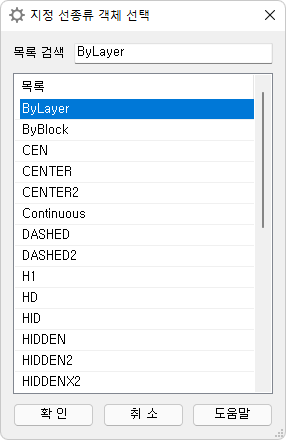 지정 선종류 객체 선택
목록 검색 ByLayer
목록
ByLayer
ByBlock
CEN
CENTER
CENTER2
Continuous
DASHED
DASHED2
H1
HD
HID
HIDDEN
HIDDEN2
HIDDENX2
확 인 취 소 도움말